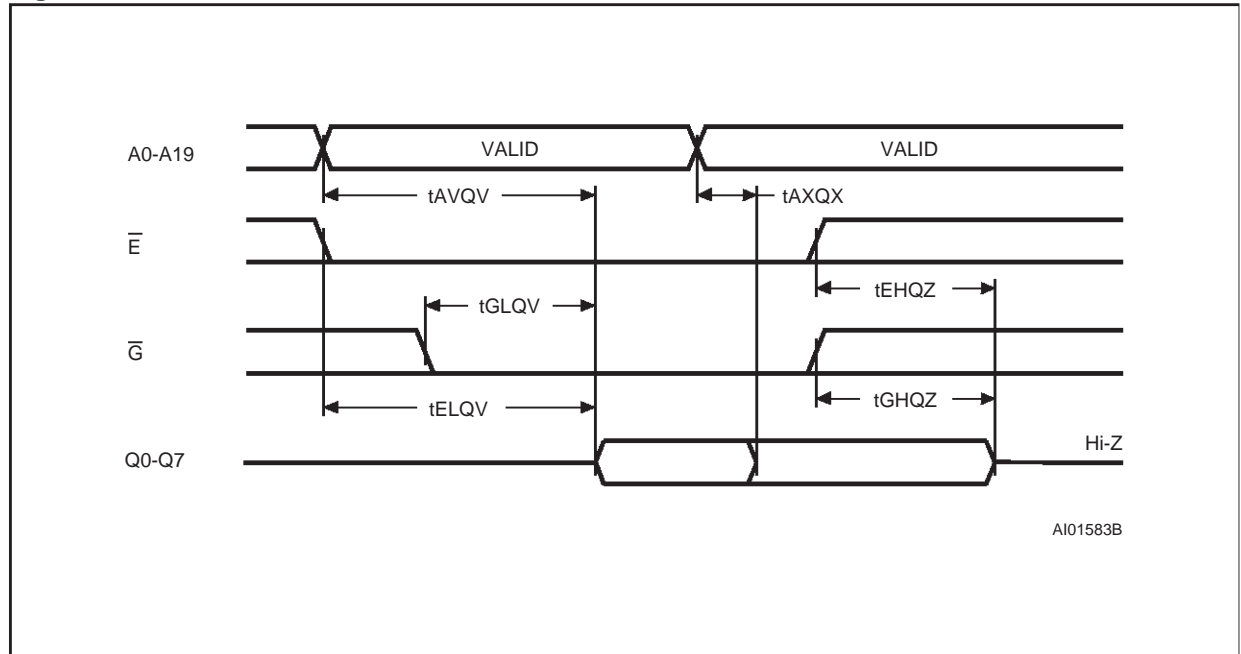 A0-A19
VALID
VALID
tAVQV
tAXQX
E̅
tEHQZ
tGLQV
G̅
tGHQZ
tELQV
Hi-Z
Q0-Q7
AI01583B